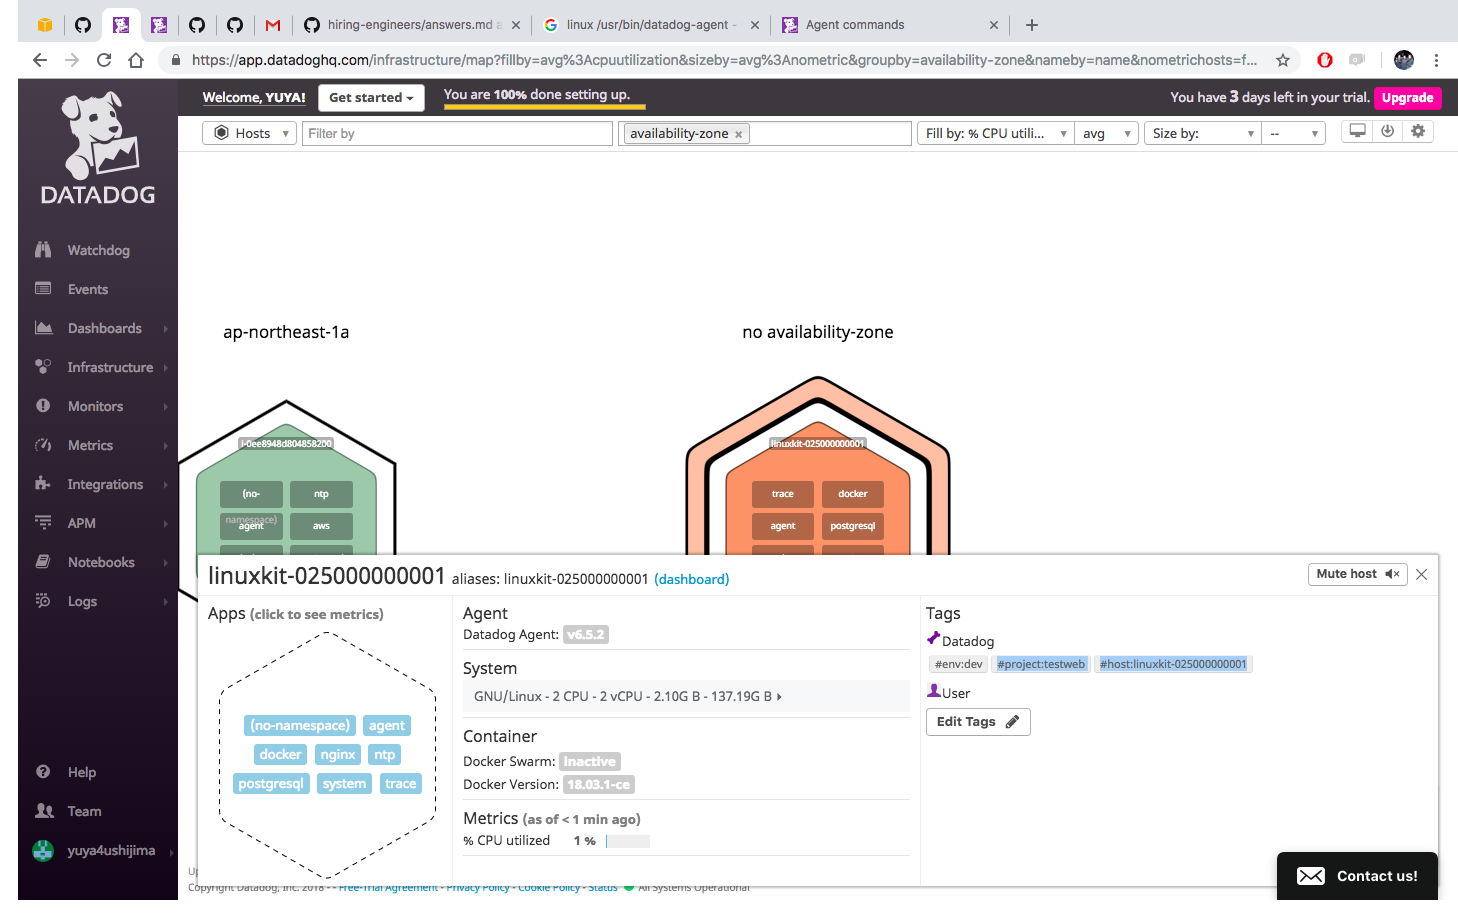 hiring-engineers/answers.md a
linux /usr/bin/datadog-agent -
Agent commands
https://app.datadoghq.com/infrastructure/map?fillby=avg%3Acpuutilization&sizeby=avg%3Anometric&groupby=availability-zone&nameby=name&nometrichosts=f...
DATADOG
Watchdog
Events
Dashboards
Infrastructure
Monitors
Metrics
Integrations
APM
Notebooks
Logs
Help
Team
yuya4ushijima
Welcome, YUYA!
Get started
You are 100% done setting up.
You have 3 days left in your trial.
Upgrade
Hosts
Filter by
availability-zone
Fill by: % CPU utili...
avg
Size by:
--
ap-northeast-1a
i-0ee8948d804858200
(no-namespace)
ntp
agent
aws
no availability-zone
linuxkit-025000000001
trace
docker
agent
postgresql
linuxkit-025000000001 aliases: linuxkit-025000000001 (dashboard)
Mute host
Apps (click to see metrics)
(no-namespace) agent
docker nginx ntp
postgresql system trace
Agent
Datadog Agent: v6.5.2
System
GNU/Linux - 2 CPU - 2 vCPU - 2.10G B - 137.19G B
Container
Docker Swarm: inactive
Docker Version: 18.03.1-ce
Metrics (as of < 1 min ago)
% CPU utilized 1 %
Tags
Datadog
#env:dev #project:testweb #host:linuxkit-025000000001
User
Edit Tags
Copyright Datadog, Inc. 2018 - - Free-Trial Agreement - Privacy Policy - Cookie Policy - Status All Systems Operational
Contact us!